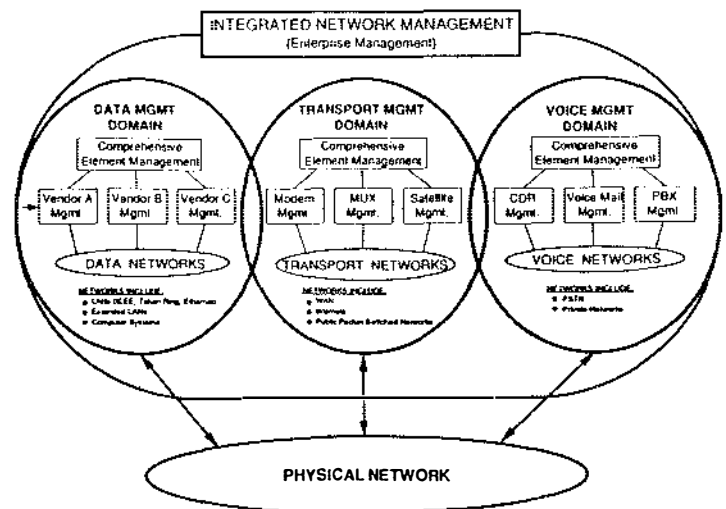 INTEGRATED NETWORK MANAGEMENT
{Enterprise Management}
DATA MGMT
DOMAIN
Comprehensive
Element Management
Vendor A
Mgmt.
Vendor B
Mgmt
Vendor C
Mgmt.
DATA NETWORKS
NETWORKS INCLUDE:
Token Ring, Ethernet)
Extended LANs
Computer Systems
TRANSPORT MGMT
DOMAIN
Comprehensive
Element Management
Modem
Mgmt
MUX
Mgmt.
Satellite
Mgmt.
TRANSPORT NETWORKS
NETWORKS INCLUDE:
Public Packet Switched Networks
VOICE MGMT
DOMAIN
Comprehensive
Element Management
CDR
Mgmt.
Voice Mail
Mgmt.
PBX
Mgmt
VOICE NETWORKS
NETWORKS INCLUDE:
PSTN
Private Networks
PHYSICAL NETWORK